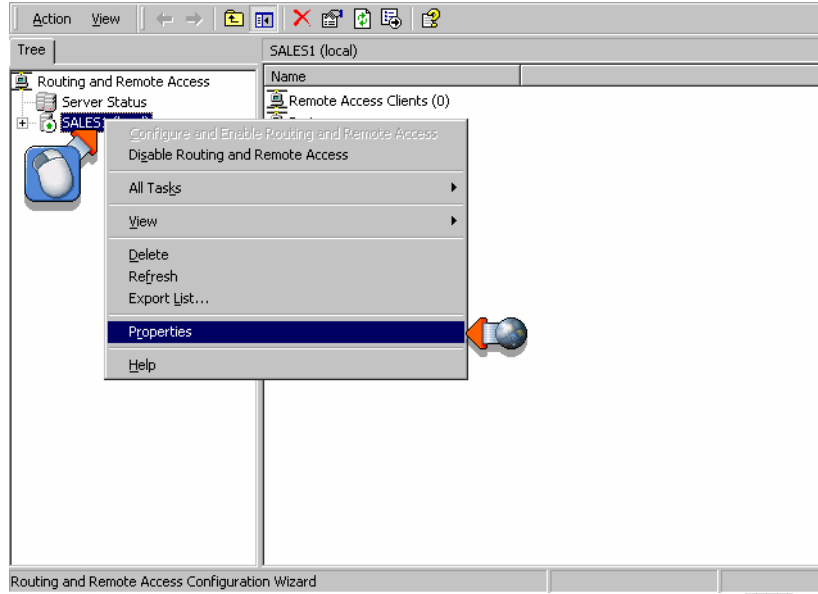 Action View
Tree
SALES1 (local)
Routing and Remote Access
Name
Server Status
Remote Access Clients (0)
SALES
Configure and Enable Routing and Remote Access
Disable Routing and Remote Access
All Tasks
View
Delete
Refresh
Export List...
Properties
Help
Routing and Remote Access Configuration Wizard